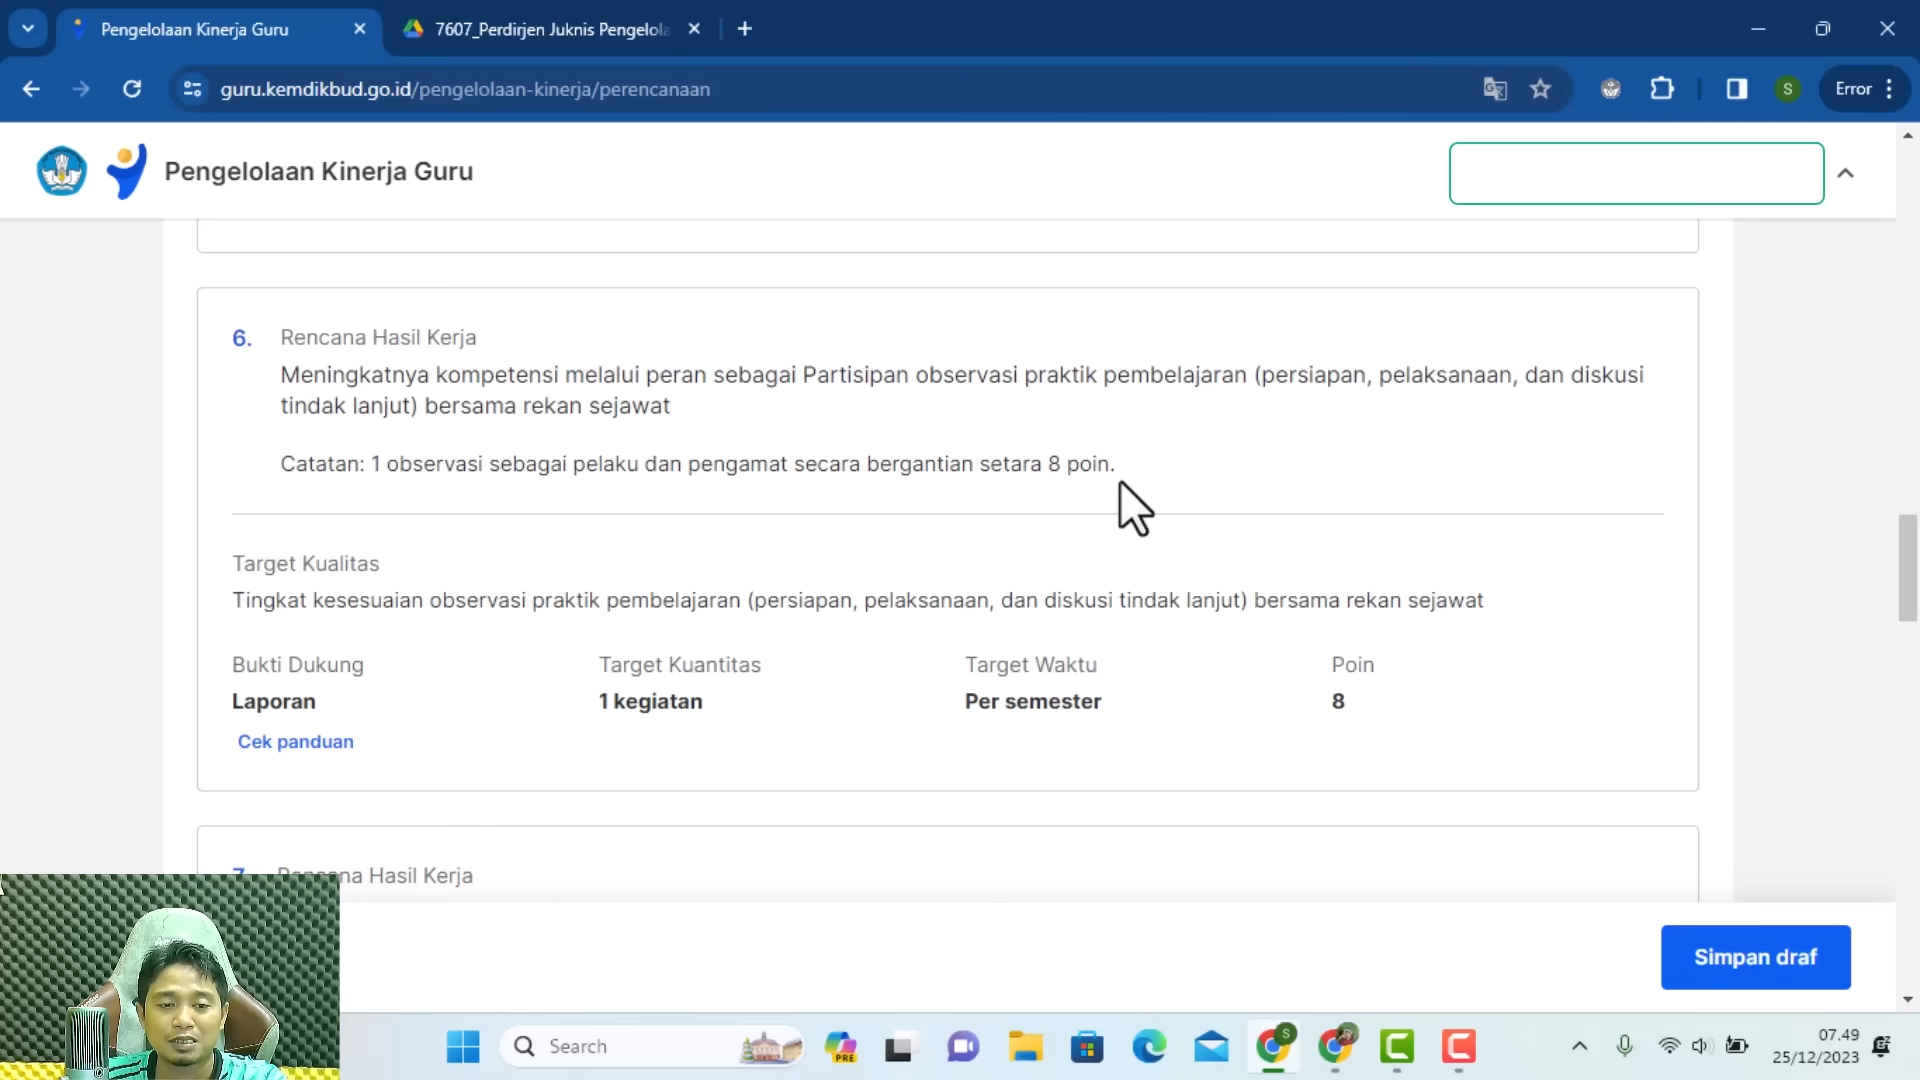 Pengelolaan Kinerja Guru
7607_Perdirjen Juknis Pengelola
guru.kemdikbud.go.id/pengelolaan-kinerja/perencanaan
S
Error
Pengelolaan Kinerja Guru
6. Rencana Hasil Kerja
Meningkatnya kompetensi melalui peran sebagai Partisipan observasi praktik pembelajaran (persiapan, pelaksanaan, dan diskusi
tindak lanjut) bersama rekan sejawat
Catatan: 1 observasi sebagai pelaku dan pengamat secara bergantian setara 8 poin.
Target Kualitas
Tingkat kesesuaian observasi praktik pembelajaran (persiapan, pelaksanaan, dan diskusi tindak lanjut) bersama rekan sejawat
Bukti Dukung Target Kuantitas Target Waktu Poin
Laporan 1 kegiatan Per semester 8
Cek panduan
7. Rencana Hasil Kerja
Simpan draf
Search
PRE
S
07.49
25/12/2023